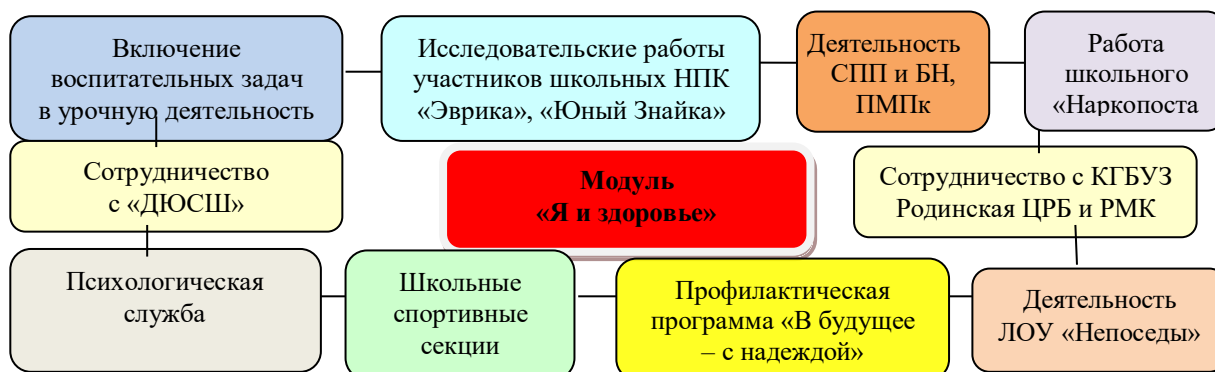 Включение
воспитательных задач
в урочную деятельность
Исследовательские работы
участников школьных НПК
«Эврика», «Юный Знайка»
Деятельность
СПП и БН,
ПМПк
Работа
школьного
«Наркопоста
Сотрудничество
с «ДЮСШ»
Модуль
«Я и здоровье»
Сотрудничество с КГБУЗ
Родинская ЦРБ и РМК
Психологическая
служба
Школьные
спортивные
секции
Профилактическая
программа «В будущее
– с надеждой»
Деятельность
ЛОУ «Непоседы»